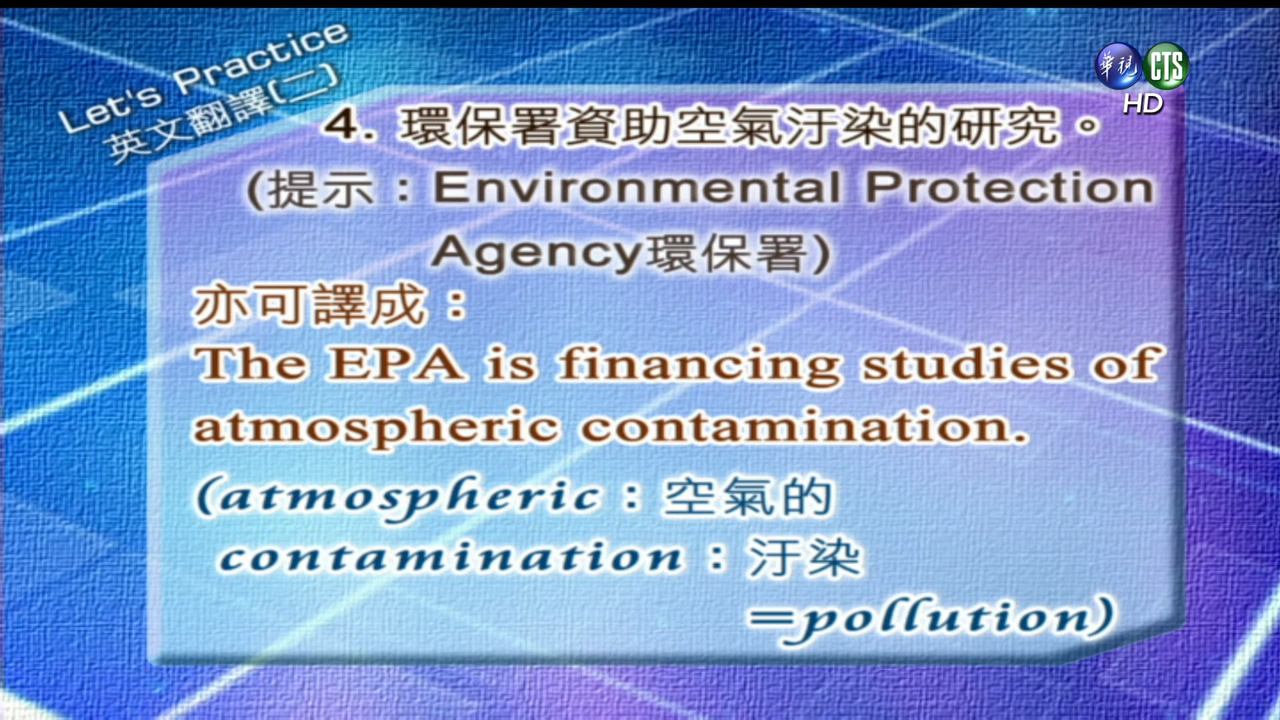 Let's Practice
英文翻譯(二)
華視 CTS
HD
4. 環保署資助空氣汙染的研究。
(提示：Environmental Protection
Agency環保署)
亦可譯成：
The EPA is financing studies of
atmospheric contamination.
(atmospheric：空氣的
contamination：汙染
=pollution)